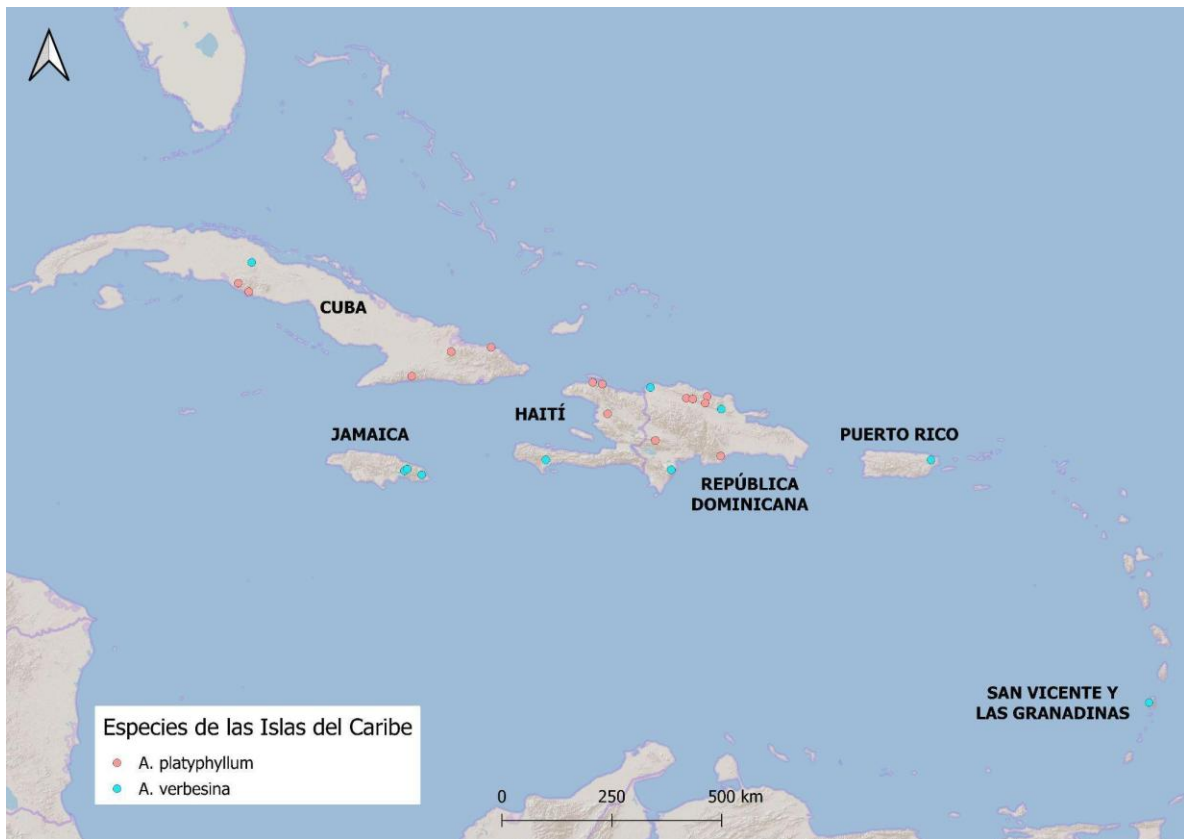 CUBA
HAITÍ
JAMAICA
PUERTO RICO
REPÚBLICA
DOMINICANA
SAN VICENTE Y
LAS GRANADINAS
Especies de las Islas del Caribe
A. platyphyllum
A. verbesina
0 250 500 km